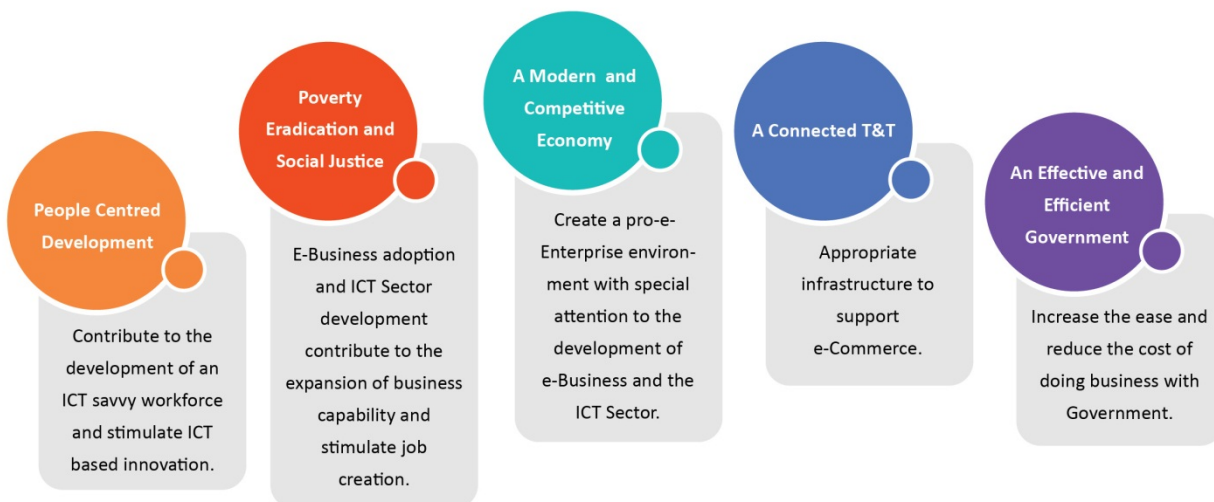 People Centred
Development
Contribute to the
development of an
ICT savvy workforce
and stimulate ICT
based innovation.
Poverty
Eradication and
Social Justice
E-Business adoption
and ICT Sector
development
contribute to the
expansion of business
capability and
stimulate job
creation.
A Modern and
Competitive
Economy
Create a pro-e-
Enterprise environ-
ment with special
attention to the
development of
e-Business and the
ICT Sector.
A Connected T&T
Appropriate
infrastructure to
support
e-Commerce.
An Effective and
Efficient
Government
Increase the ease and
reduce the cost of
doing business with
Government.